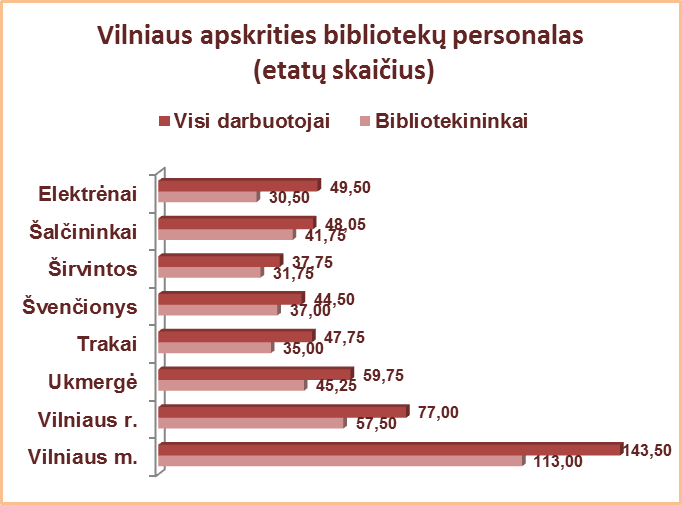 Vilniaus apskrities bibliotekų personalas
(etatų skaičius)
Visi darbuotojai Bibliotekininkai
Elektrėnai 49,50
30,50
Šalčininkai 48,05
41,75
Širvintos 37,75
31,75
Švenčionys 44,50
37,00
Trakai 47,75
35,00
Ukmergė 59,75
45,25
Vilniaus r. 77,00
57,50
Vilniaus m. 143,50
113,00